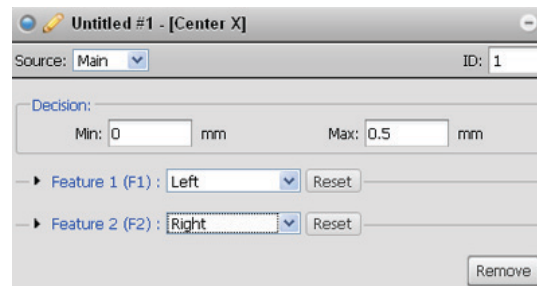 Untitled #1 - [Center X]
Source: Main ID: 1
Decision:
Min: 0 mm Max: 0.5 mm
Feature 1 (F1) : Left Reset
Feature 2 (F2) : Right Reset
Remove